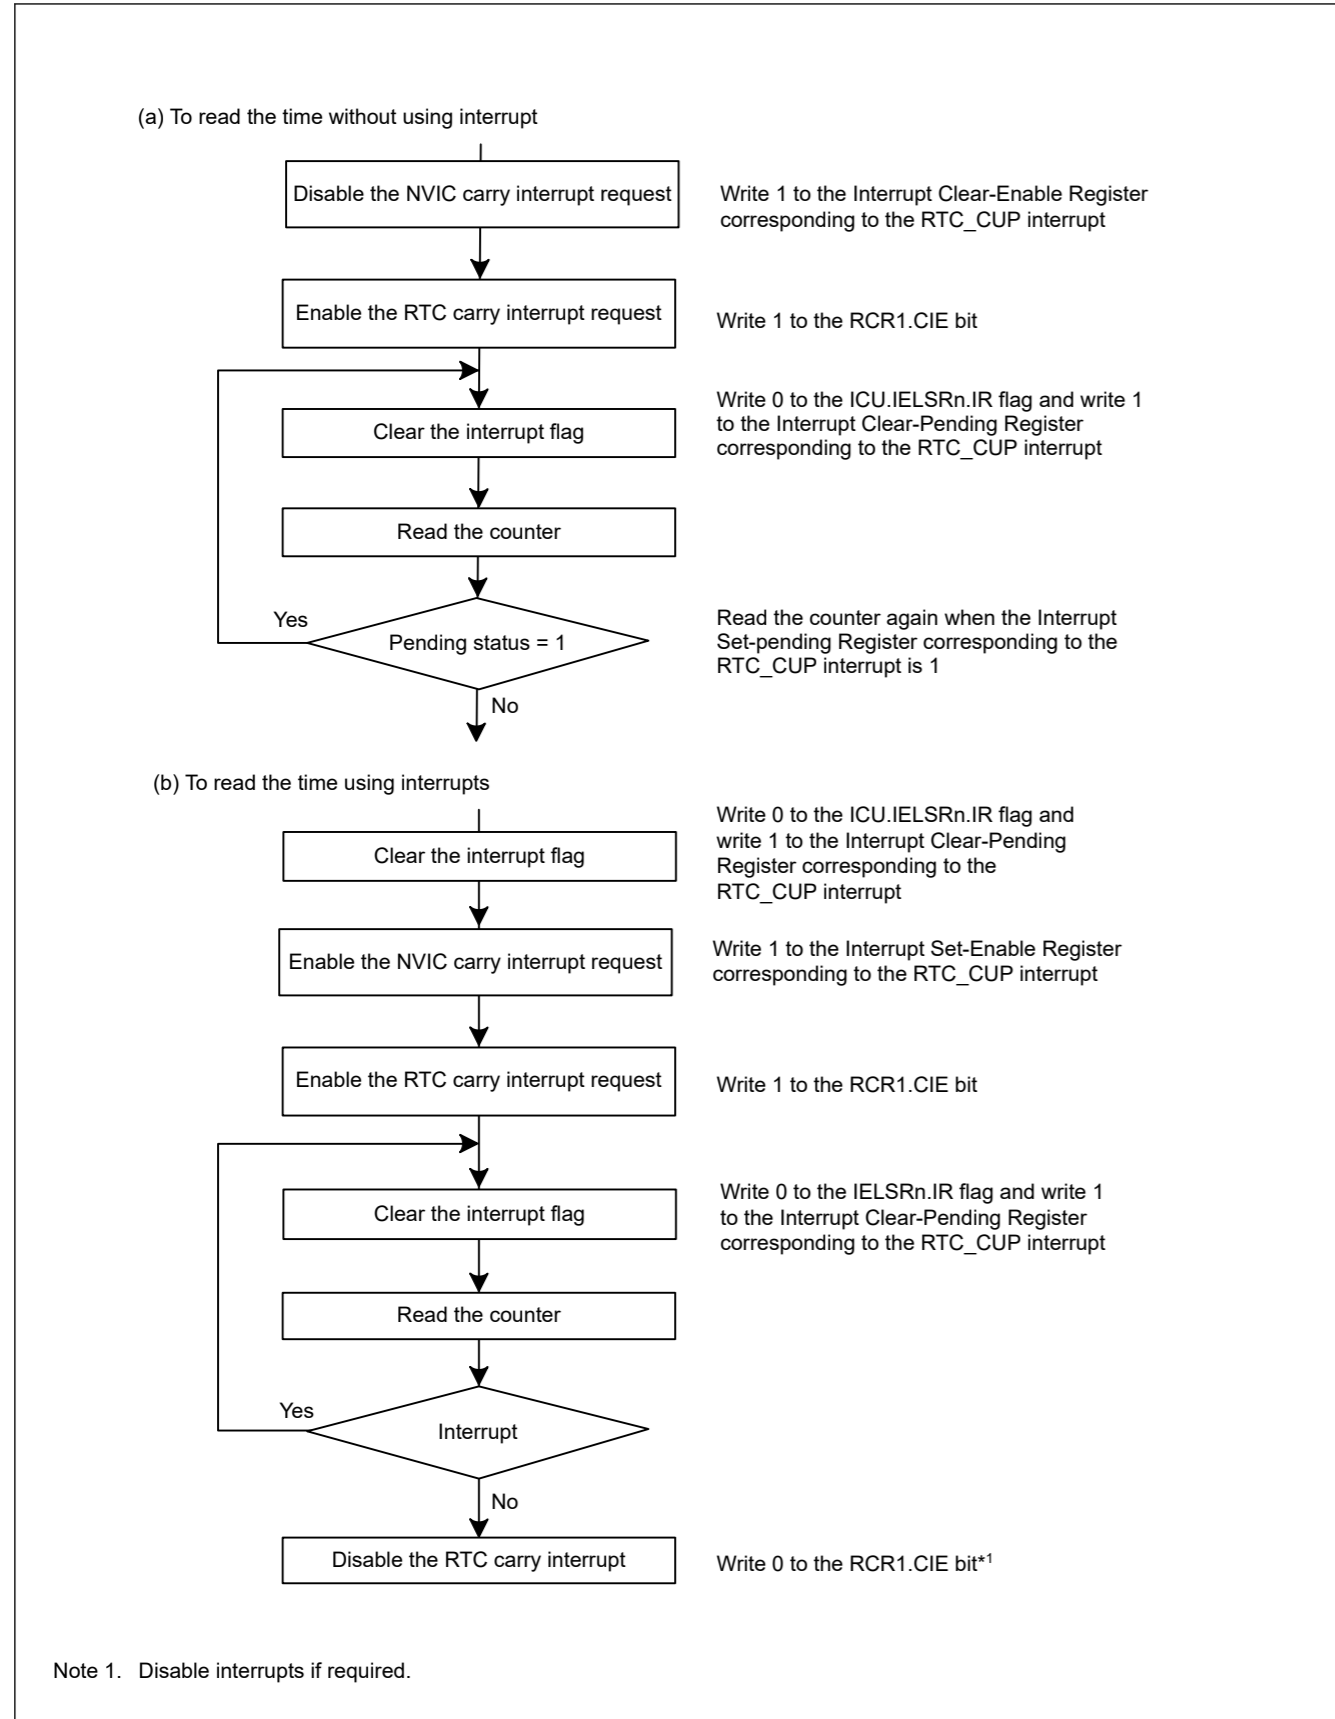 (a) To read the time without using interrupt
Disable the NVIC carry interrupt request
Write 1 to the Interrupt Clear-Enable Register
corresponding to the RTC_CUP interrupt
Enable the RTC carry interrupt request
Write 1 to the RCR1.CIE bit
Clear the interrupt flag
Write 0 to the ICU.IELSRn.IR flag and write 1
to the Interrupt Clear-Pending Register
corresponding to the RTC_CUP interrupt
Read the counter
Yes
Pending status = 1
Read the counter again when the Interrupt
Set-pending Register corresponding to the
RTC_CUP interrupt is 1
No
(b) To read the time using interrupts
Clear the interrupt flag
Write 0 to the ICU.IELSRn.IR flag and
write 1 to the Interrupt Clear-Pending
Register corresponding to the
RTC_CUP interrupt
Enable the NVIC carry interrupt request
Write 1 to the Interrupt Set-Enable Register
corresponding to the RTC_CUP interrupt
Enable the RTC carry interrupt request
Write 1 to the RCR1.CIE bit
Clear the interrupt flag
Write 0 to the IELSRn.IR flag and write 1
to the Interrupt Clear-Pending Register
corresponding to the RTC_CUP interrupt
Read the counter
Yes
Interrupt
No
Disable the RTC carry interrupt
Write 0 to the RCR1.CIE bit*1
Note 1. Disable interrupts if required.